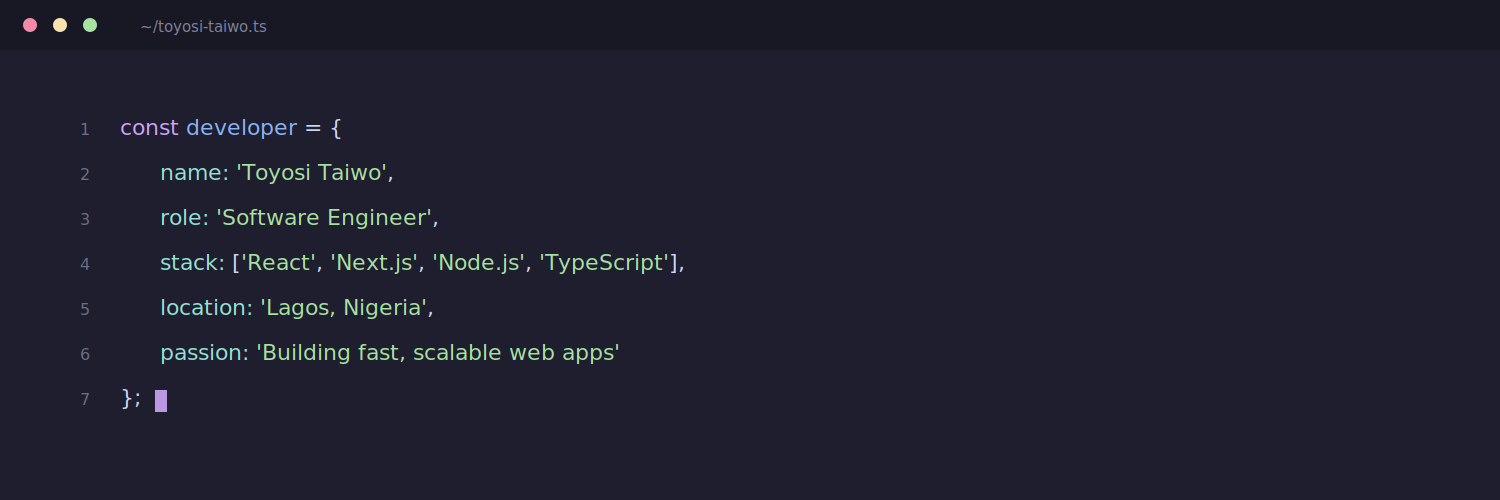 ~/toyosi-taiwo.ts
1 const developer = {
2 name: 'Toyosi Taiwo',
3 role: 'Software Engineer',
4 stack: ['React', 'Next.js', 'Node.js', 'TypeScript'],
5 location: 'Lagos, Nigeria',
6 passion: 'Building fast, scalable web apps'
7 };